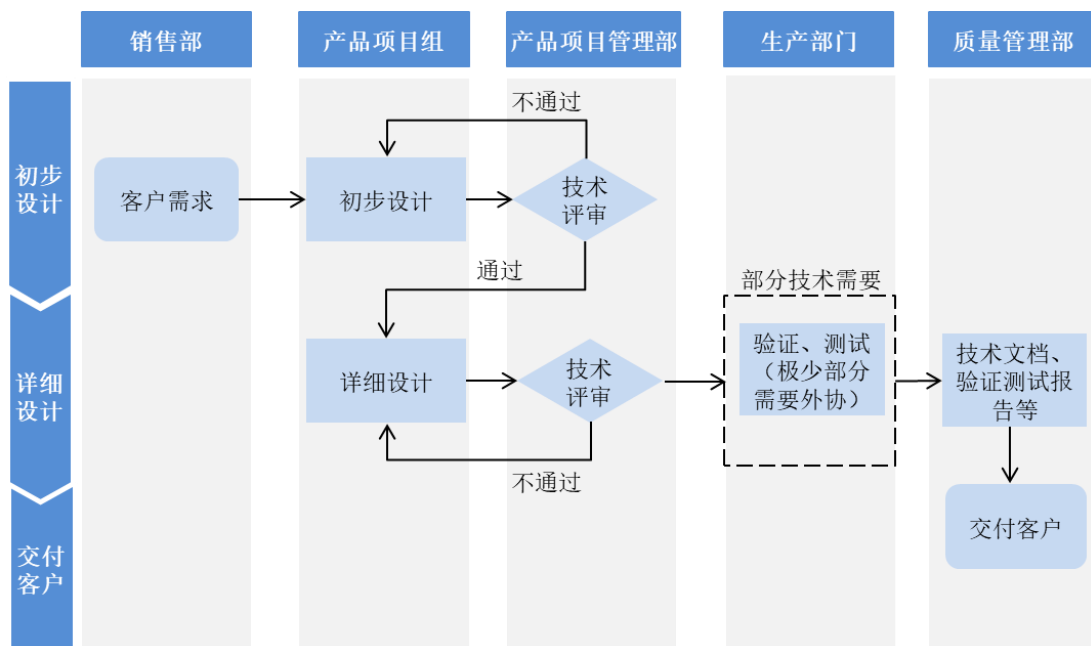 销售部
产品项目组
产品项目管理部
生产部门
质量管理部
不通过
初步
设计
客户需求
初步设计
技术
评审
通过
部分技术需要
详细
设计
详细设计
技术
评审
验证、测试
（极少部分
需要外协）
技术文档、
验证测试报
告等
不通过
交付
客户
交付客户